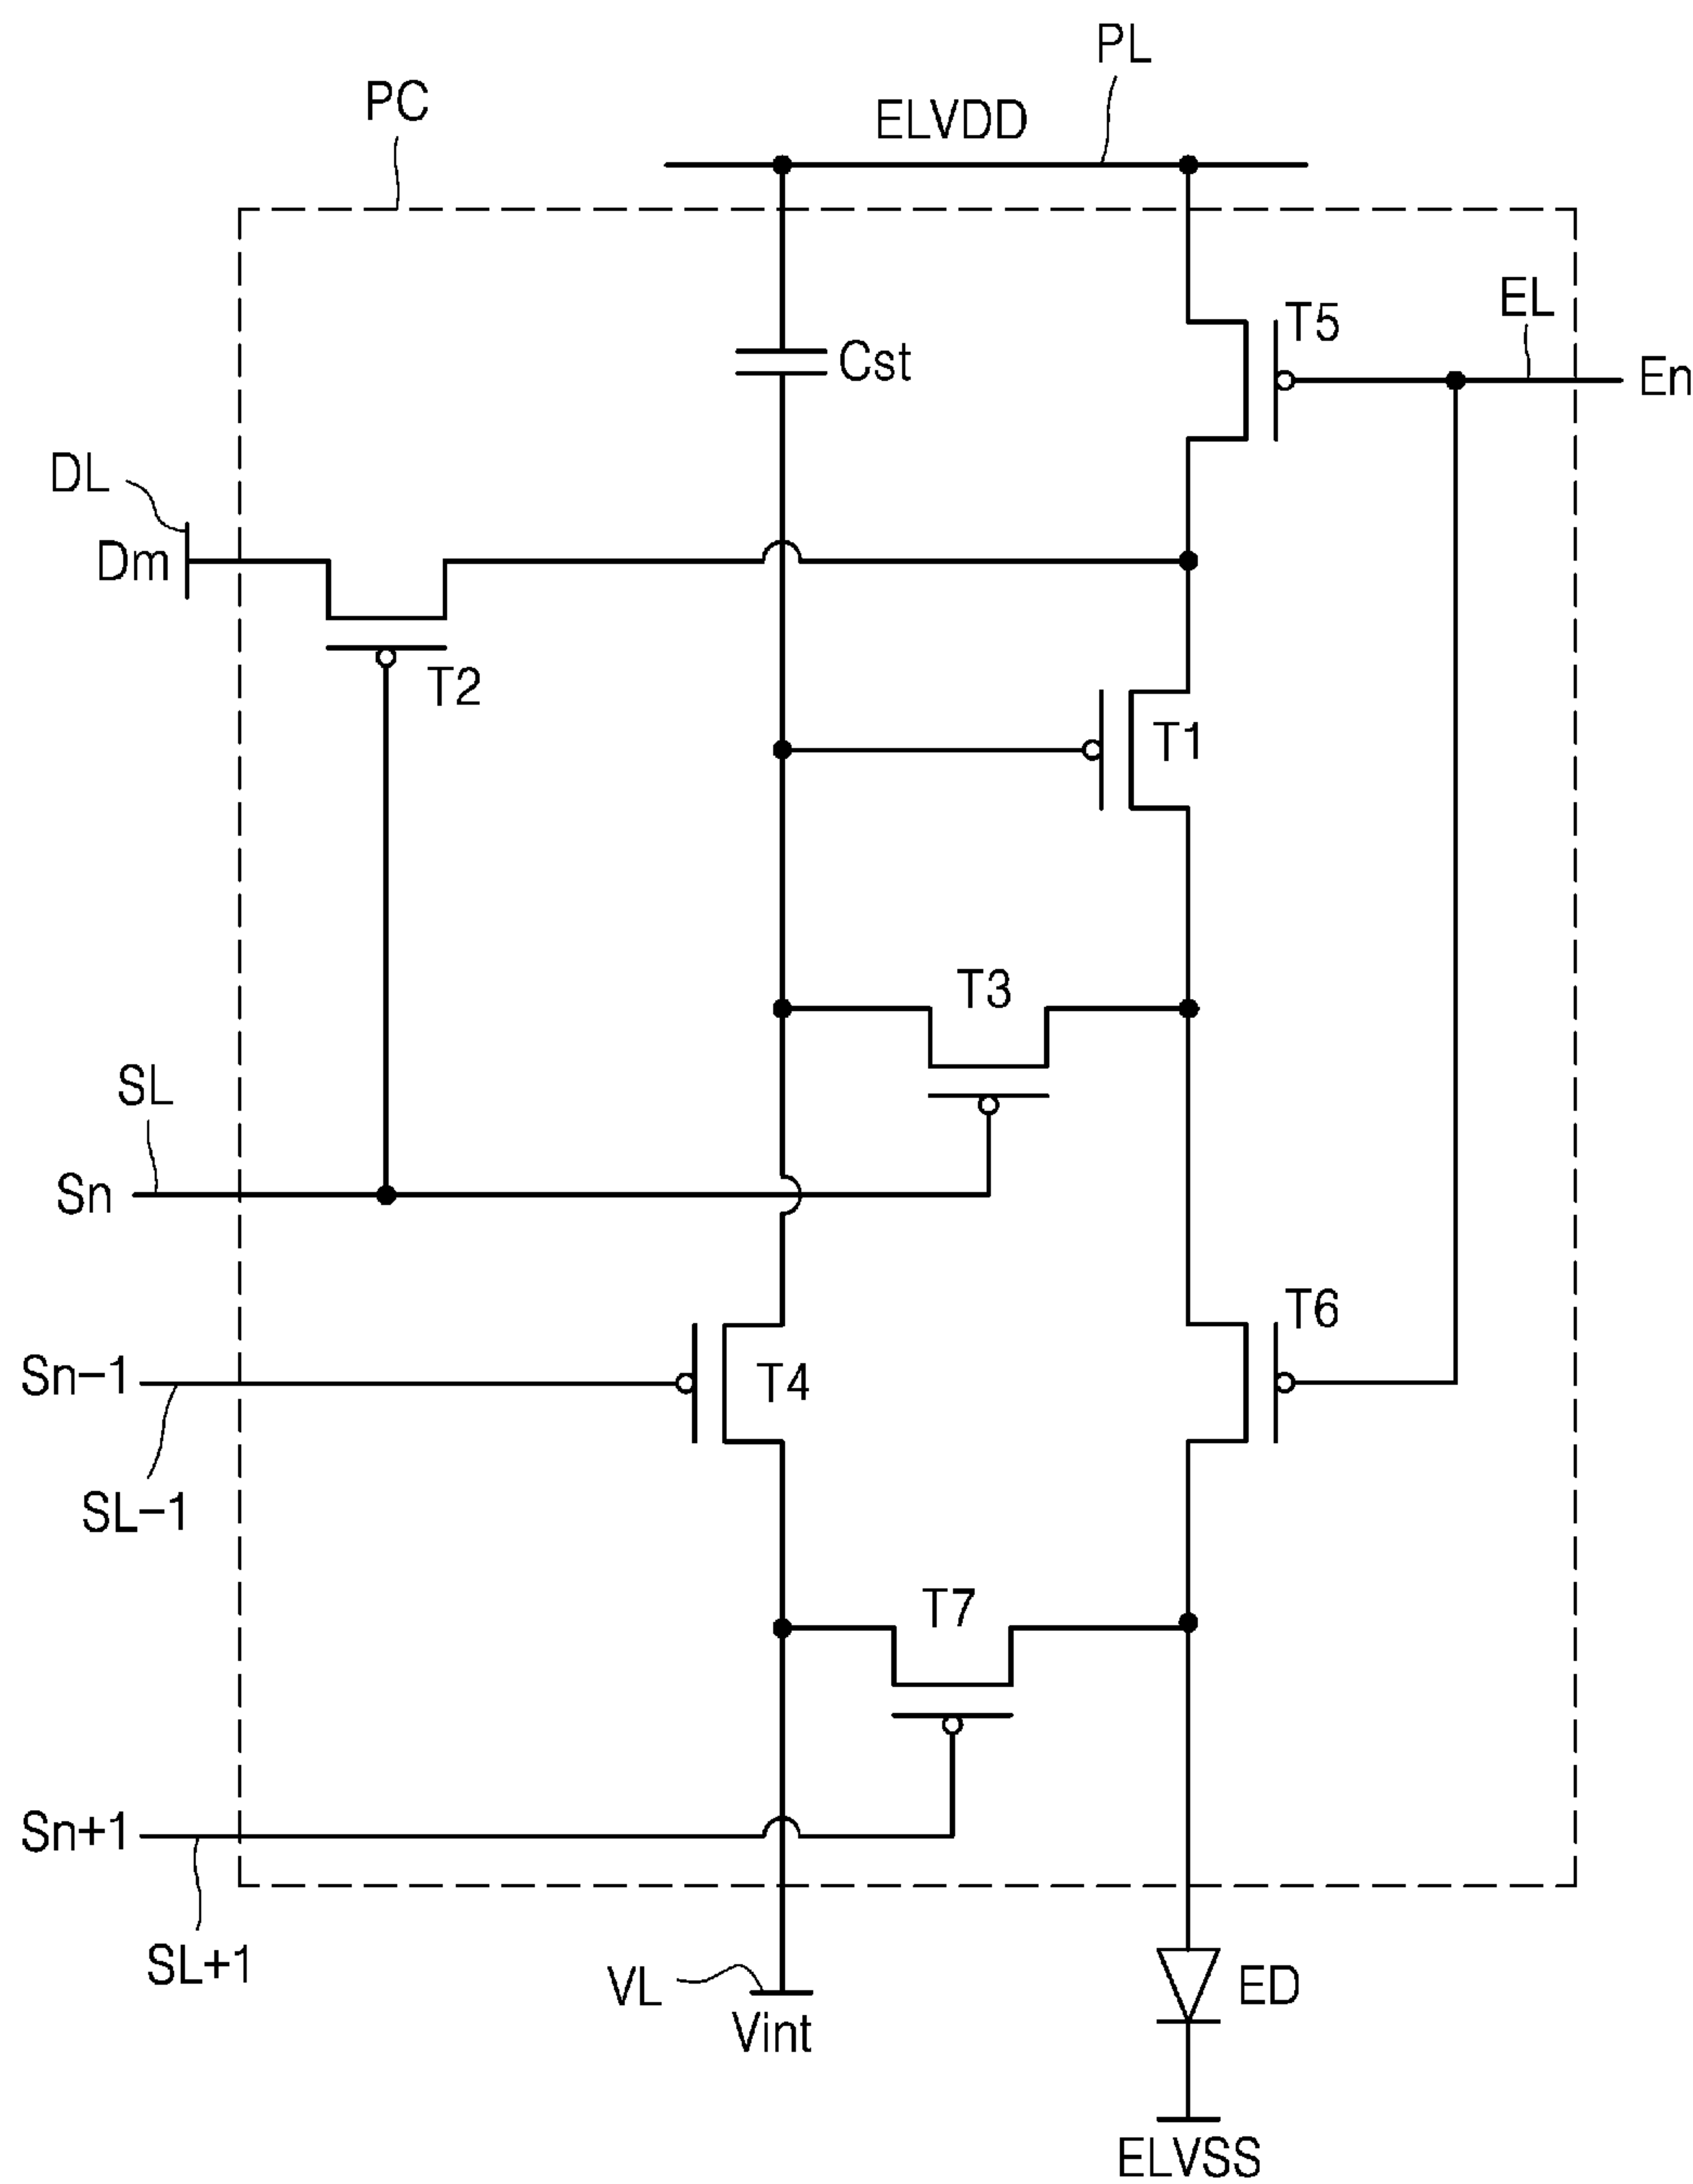 PL
PC
ELVDD
T5
EL
En
Cst
DL
Dm
T2
T1
T3
SL
Sn
T6
Sn-1
T4
SL-1
T7
Sn+1
SL+1
VL
ED
Vint
ELVSS